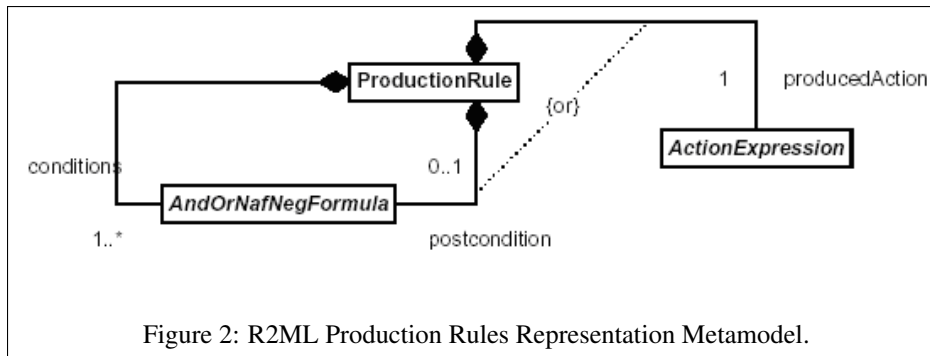 ProductionRule
1
producedAction
{or}
ActionExpression
conditions
0..1
AndOrNafNegFormula
1..*
postcondition
Figure 2: R2ML Production Rules Representation Metamodel.